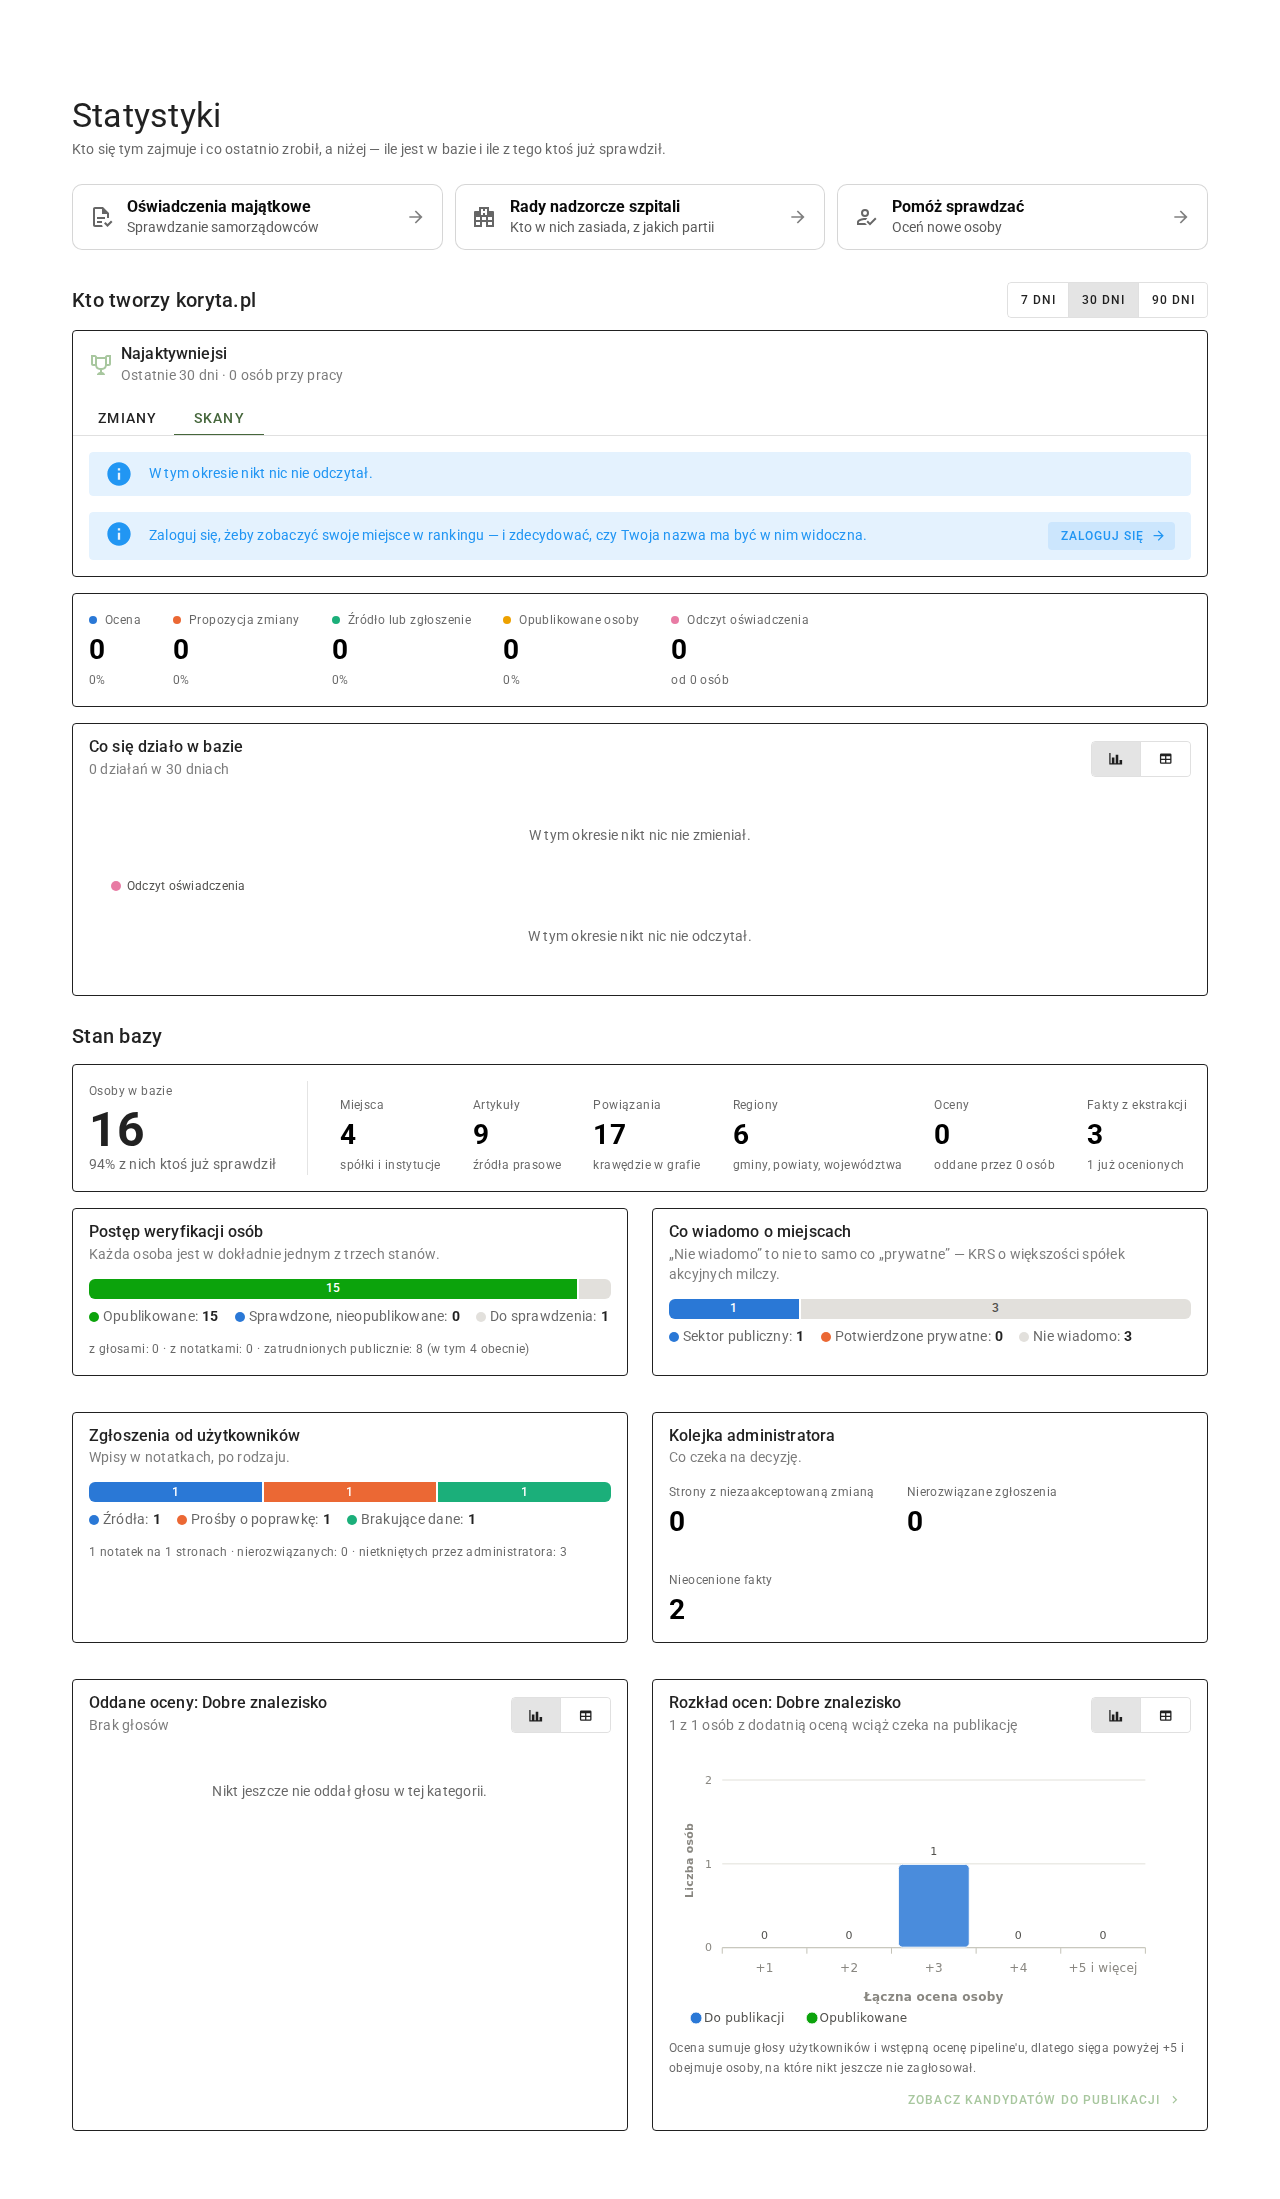 Statystyki
Kto się tym zajmuje i co ostatnio zrobił, a niżej — ile jest w bazie i ile z tego ktoś już sprawdził.
Oświadczenia majątkowe
Sprawdzanie samorządowców
Rady nadzorcze szpitali
Kto w nich zasiada, z jakich partii
Pomóż sprawdzać
Oceń nowe osoby
Kto tworzy koryta.pl
7 DNI 30 DNI 90 DNI
Najaktywniejsi
Ostatnie 30 dni · 0 osób przy pracy
ZMIANY SKANY
W tym okresie nikt nic nie odczytał.
Zaloguj się, żeby zobaczyć swoje miejsce w rankingu — i zdecydować, czy Twoja nazwa ma być w nim widoczna.
ZALOGUJ SIĘ
Ocena Propozycja zmiany Źródło lub zgłoszenie Opublikowane osoby Odczyt oświadczenia
0 0 0 0 0
0% 0% 0% 0% od 0 osób
Co się działo w bazie
0 działań w 30 dniach
W tym okresie nikt nic nie zmieniał.
Odczyt oświadczenia
W tym okresie nikt nic nie odczytał.
Stan bazy
Osoby w bazie
16
94% z nich ktoś już sprawdził
Miejsca Artykuły Powiązania Regiony Oceny Fakty z ekstrakcji
4 9 17 6 0 3
spółki i instytucje źródła prasowe krawędzie w grafie gminy, powiaty, województwa oddane przez 0 osób 1 już ocenionych
Postęp weryfikacji osób
Każda osoba jest w dokładnie jednym z trzech stanów.
15
Opublikowane: 15 Sprawdzone, nieopublikowane: 0 Do sprawdzenia: 1
z głosami: 0 · z notatkami: 0 · zatrudnionych publicznie: 8 (w tym 4 obecnie)
Co wiadomo o miejscach
„Nie wiadomo” to nie to samo co „prywatne” — KRS o większości spółek
akcyjnych milczy.
1 3
Sektor publiczny: 1 Potwierdzone prywatne: 0 Nie wiadomo: 3
Zgłoszenia od użytkowników
Wpisy w notatkach, po rodzaju.
1 1 1
Źródła: 1 Prośby o poprawkę: 1 Brakujące dane: 1
1 notatek na 1 stronach · nierozwiązanych: 0 · nietkniętych przez administratora: 3
Kolejka administratora
Co czeka na decyzję.
Strony z niezaakceptowaną zmianą Nierozwiązane zgłoszenia
0 0
Nieocenione fakty
2
Oddane oceny: Dobre znalezisko
Brak głosów
Nikt jeszcze nie oddał głosu w tej kategorii.
Rozkład ocen: Dobre znalezisko
1 z 1 osób z dodatnią oceną wciąż czeka na publikację
Liczba osób
2
1
0
0 0 1 0 0
+1 +2 +3 +4 +5 i więcej
Łączna ocena osoby
Do publikacji Opublikowane
Ocena sumuje głosy użytkowników i wstępną ocenę pipeline'u, dlatego sięga powyżej +5 i
obejmuje osoby, na które nikt jeszcze nie zagłosował.
ZOBACZ KANDYDATÓW DO PUBLIKACJI